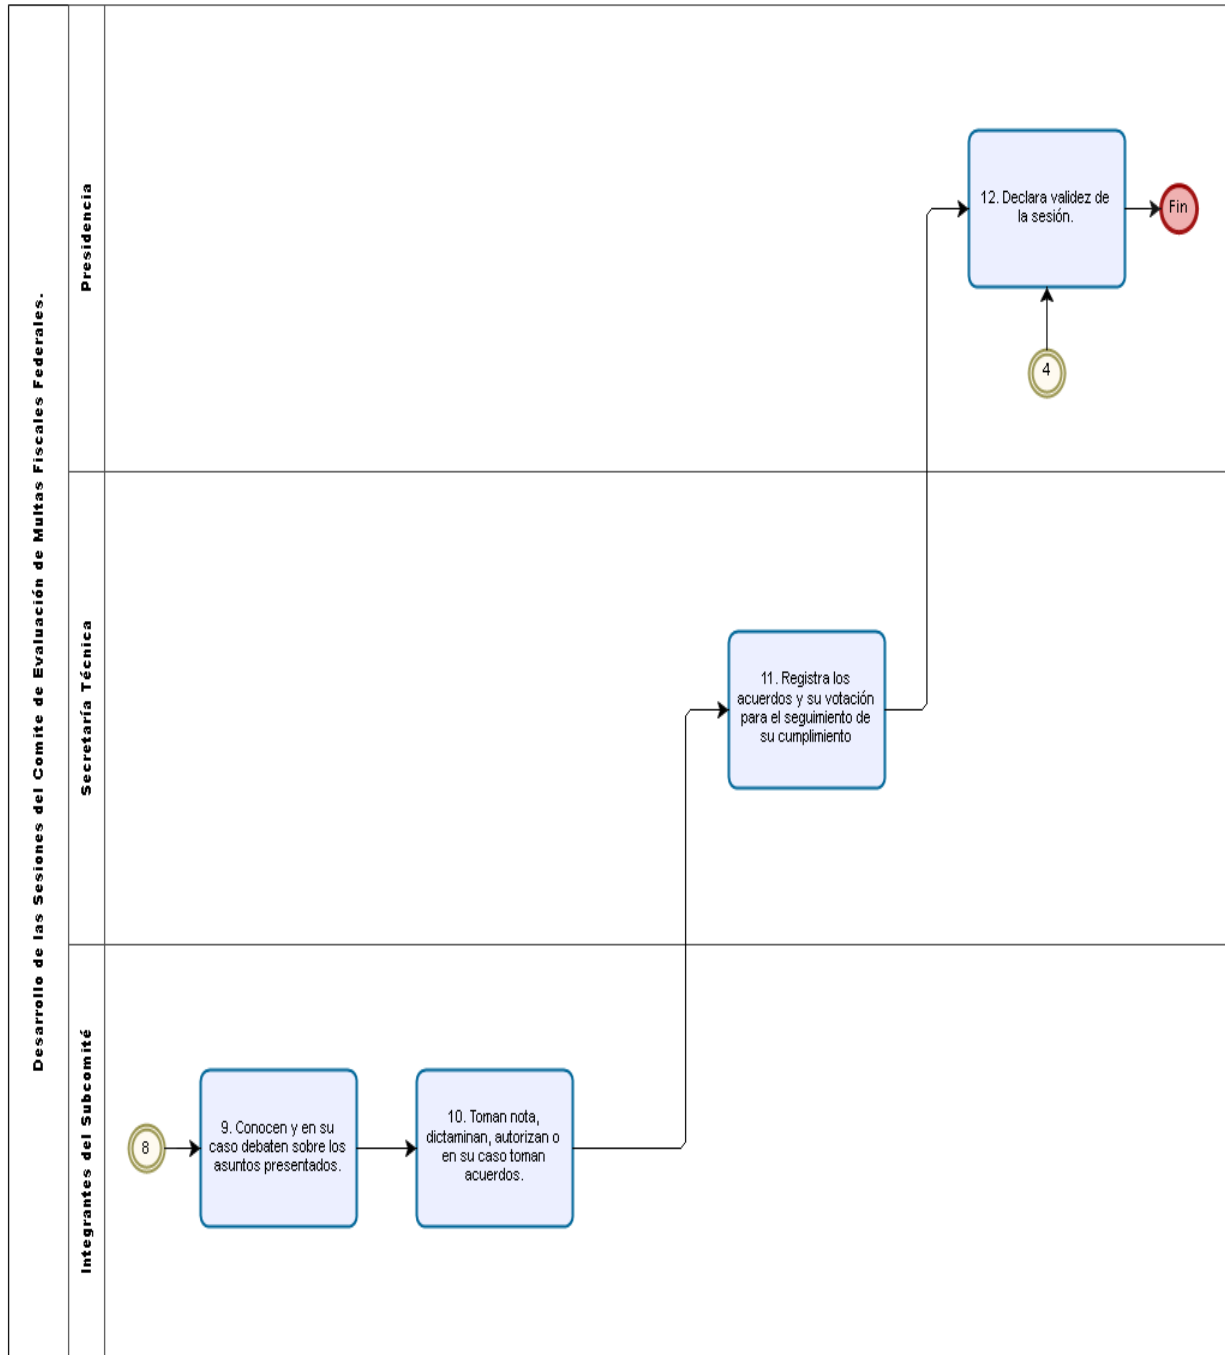 Desarrollo de las Sesiones del Comite de Evaluación de Multas Fiscales Federales.
Presidencia
12. Declara validez de
la sesión.
Fin
4
Secretaría Técnica
11. Registra los
acuerdos y su votación
para el seguimiento de
su cumplimiento
Integrantes del Subcomité
8
9. Conocen y en su
caso debaten sobre los
asuntos presentados.
10. Toman nota,
dictaminan, autorizan o
en su caso toman
acuerdos.